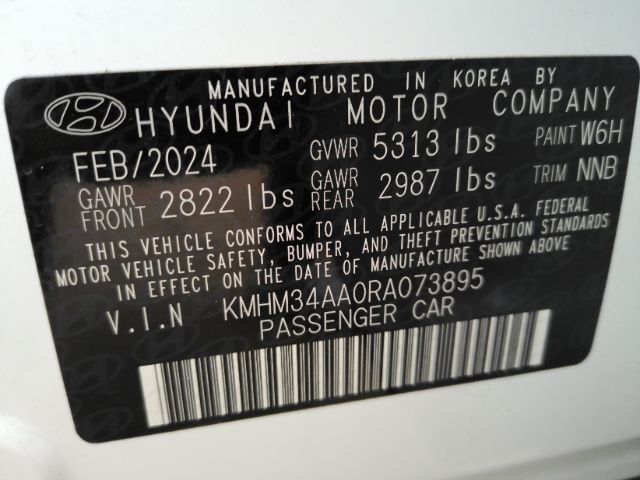 MANUFACTURED IN KOREA BY
HYUNDAI MOTOR COMPANY
FEB/2024 GVWR 5313 lbs PAINT W6H
GAWR FRONT 2822 lbs GAWR REAR 2987 lbs TRIM NNB
THIS VEHICLE CONFORMS TO ALL APPLICABLE U.S.A. FEDERAL
MOTOR VEHICLE SAFETY, BUMPER, AND THEFT PREVENTION STANDARDS
IN EFFECT ON THE DATE OF MANUFACTURE SHOWN ABOVE
V.I.N KMHM34AA0RA073895
PASSENGER CAR